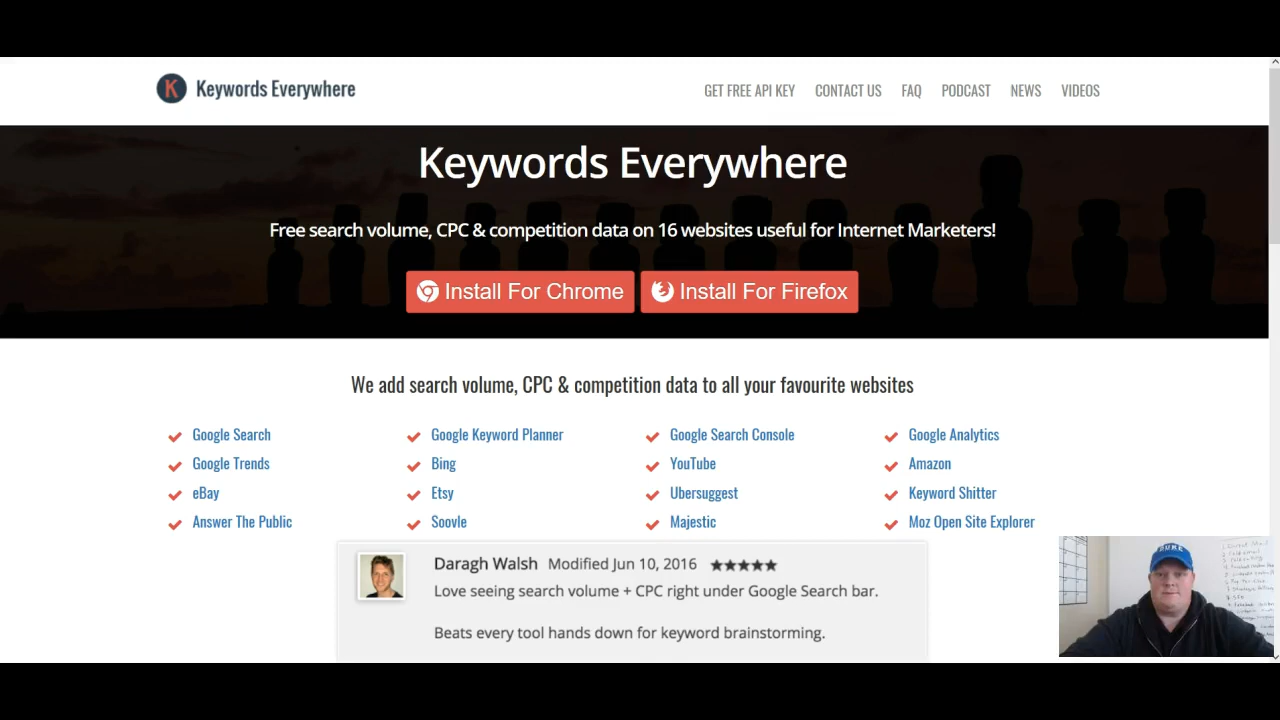 K Keywords Everywhere
GET FREE API KEY CONTACT US FAQ PODCAST NEWS VIDEOS
Keywords Everywhere
Free search volume, CPC & competition data on 16 websites useful for Internet Marketers!
Install For Chrome Install For Firefox
We add search volume, CPC & competition data to all your favourite websites
Google Search Google Keyword Planner Google Search Console Google Analytics
Google Trends Bing YouTube Amazon
eBay Etsy Ubersuggest Keyword Shitter
Answer The Public Soovle Majestic Moz Open Site Explorer
Daragh Walsh Modified Jun 10, 2016
Love seeing search volume + CPC right under Google Search bar.
Beats every tool hands down for keyword brainstorming.
DUKE